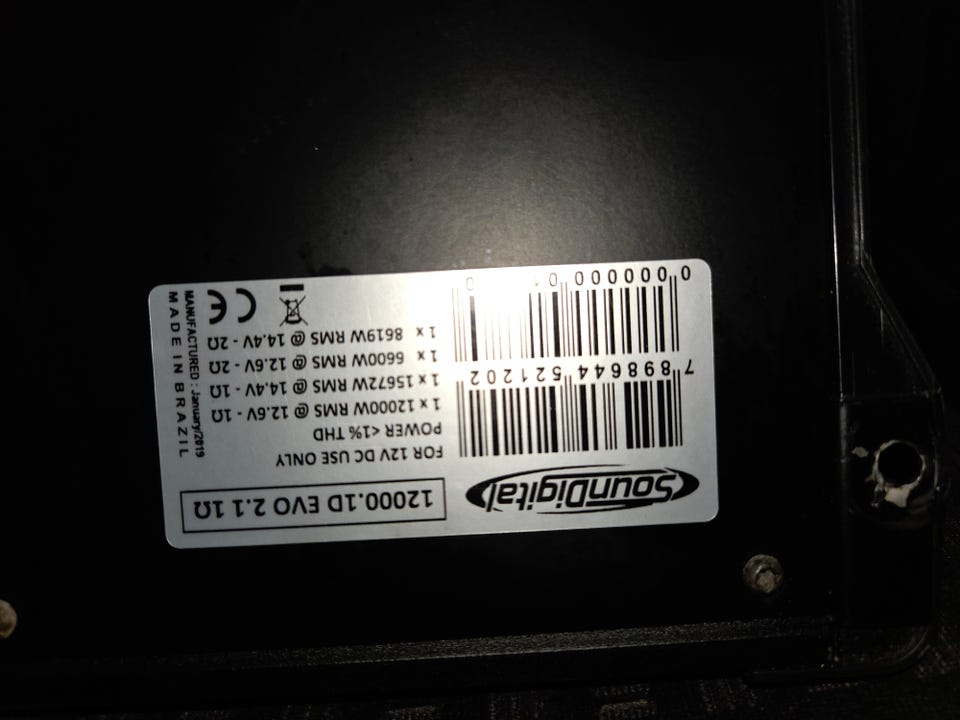 SounDigital
12000.1D EVO 2.1 1Ω
7 898644 521202
FOR 12V DC USE ONLY
POWER <1% THD
1 x 12000W RMS @ 12.6V - 1Ω
1 x 15672W RMS @ 14.4V - 1Ω
1 x 6600W RMS @ 12.6V - 2Ω
1 x 8619W RMS @ 14.4V - 2Ω
CE
MANUFACTURED : January/2019
MADE IN BRAZIL